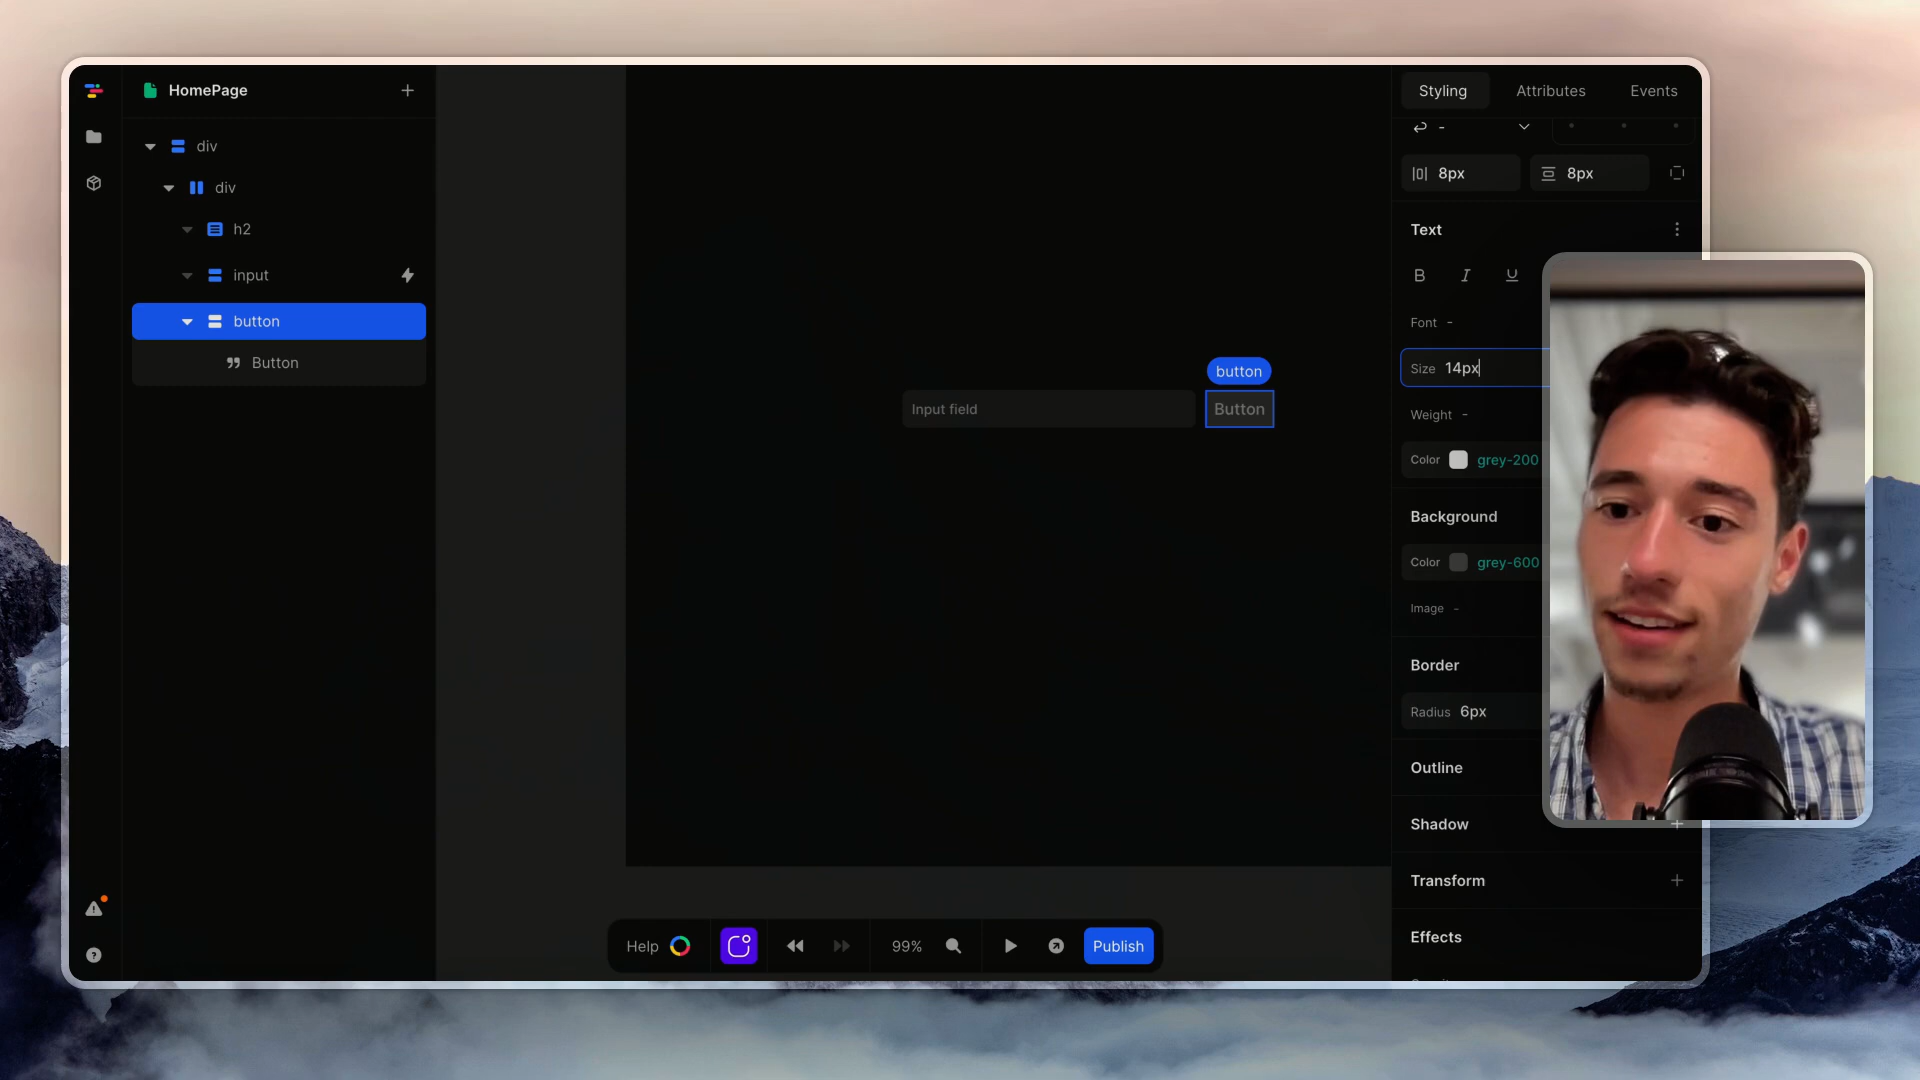 HomePage
Styling
Attributes
Events
div
-
div
8px
8px
h2
Text
input
B I U
button
Font -
Button
Size 14px
button
Input field
Button
Weight -
Color grey-200
Background
Color grey-600
Image -
Border
Radius 6px
Outline
Shadow
Transform
Effects
Help
99%
Publish